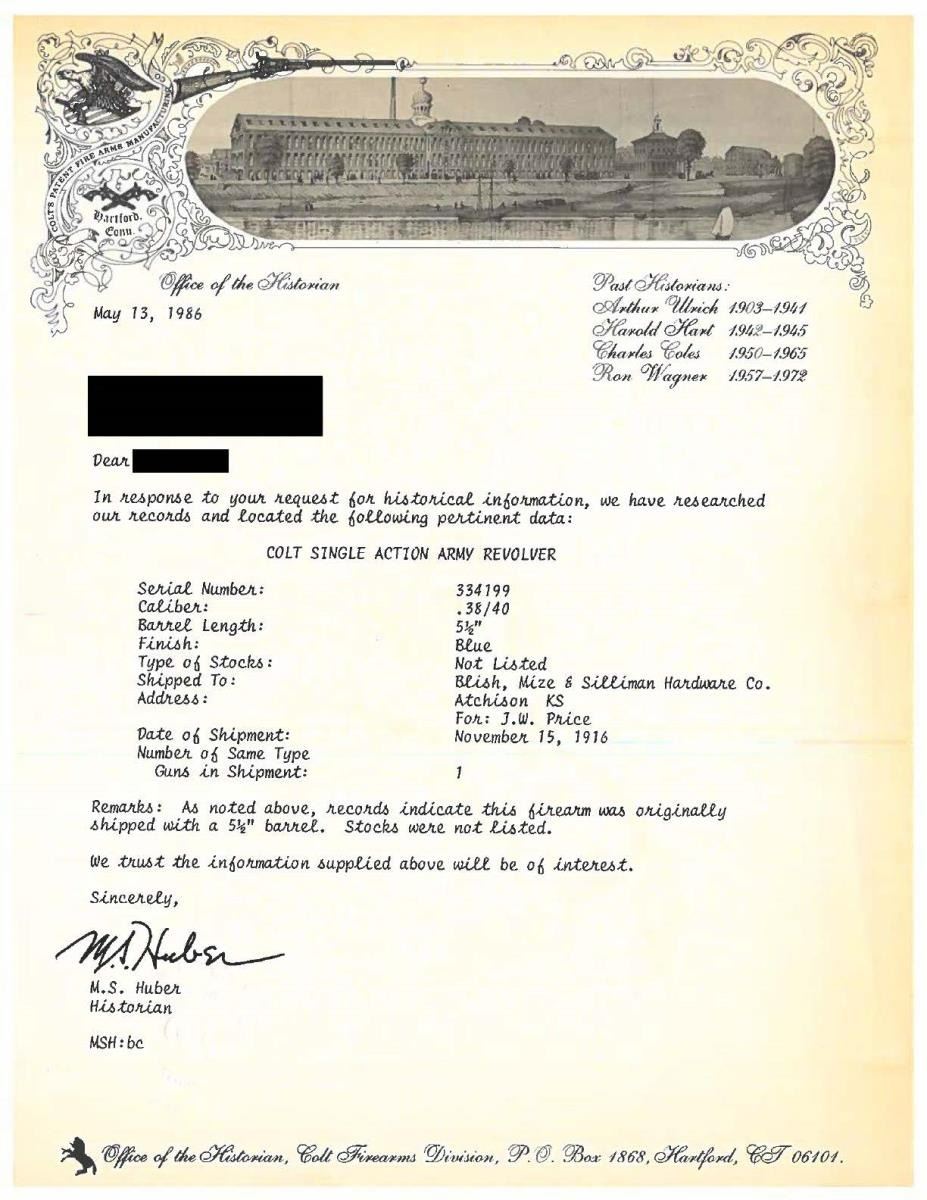 COLT'S PATENT FIRE ARMS MANUFACTURING CO
Hartford,
Conn.
Office of the Historian
May 13, 1986
Past Historians:
Arthur Ulrich 1903–1941
Harold Hart 1942–1945
Charles Coles 1950–1965
Ron Wagner 1957–1972
Dear
In response to your request for historical information, we have researched
our records and located the following pertinent data:
COLT SINGLE ACTION ARMY REVOLVER
Serial Number: 334199
Caliber: .38/40
Barrel Length: 5½"
Finish: Blue
Type of Stocks: Not Listed
Shipped To: Blish, Mize & Silliman Hardware Co.
Address: Atchison KS
For: J.W. Price
Date of Shipment: November 15, 1916
Number of Same Type
Guns in Shipment: 1
Remarks: As noted above, records indicate this firearm was originally
shipped with a 5½" barrel. Stocks were not listed.
We trust the information supplied above will be of interest.
Sincerely,
M.S. Huber
M.S. Huber
Historian
MSH:bc
Office of the Historian, Colt Firearms Division, P.O. Box 1868, Hartford, CT 06101.